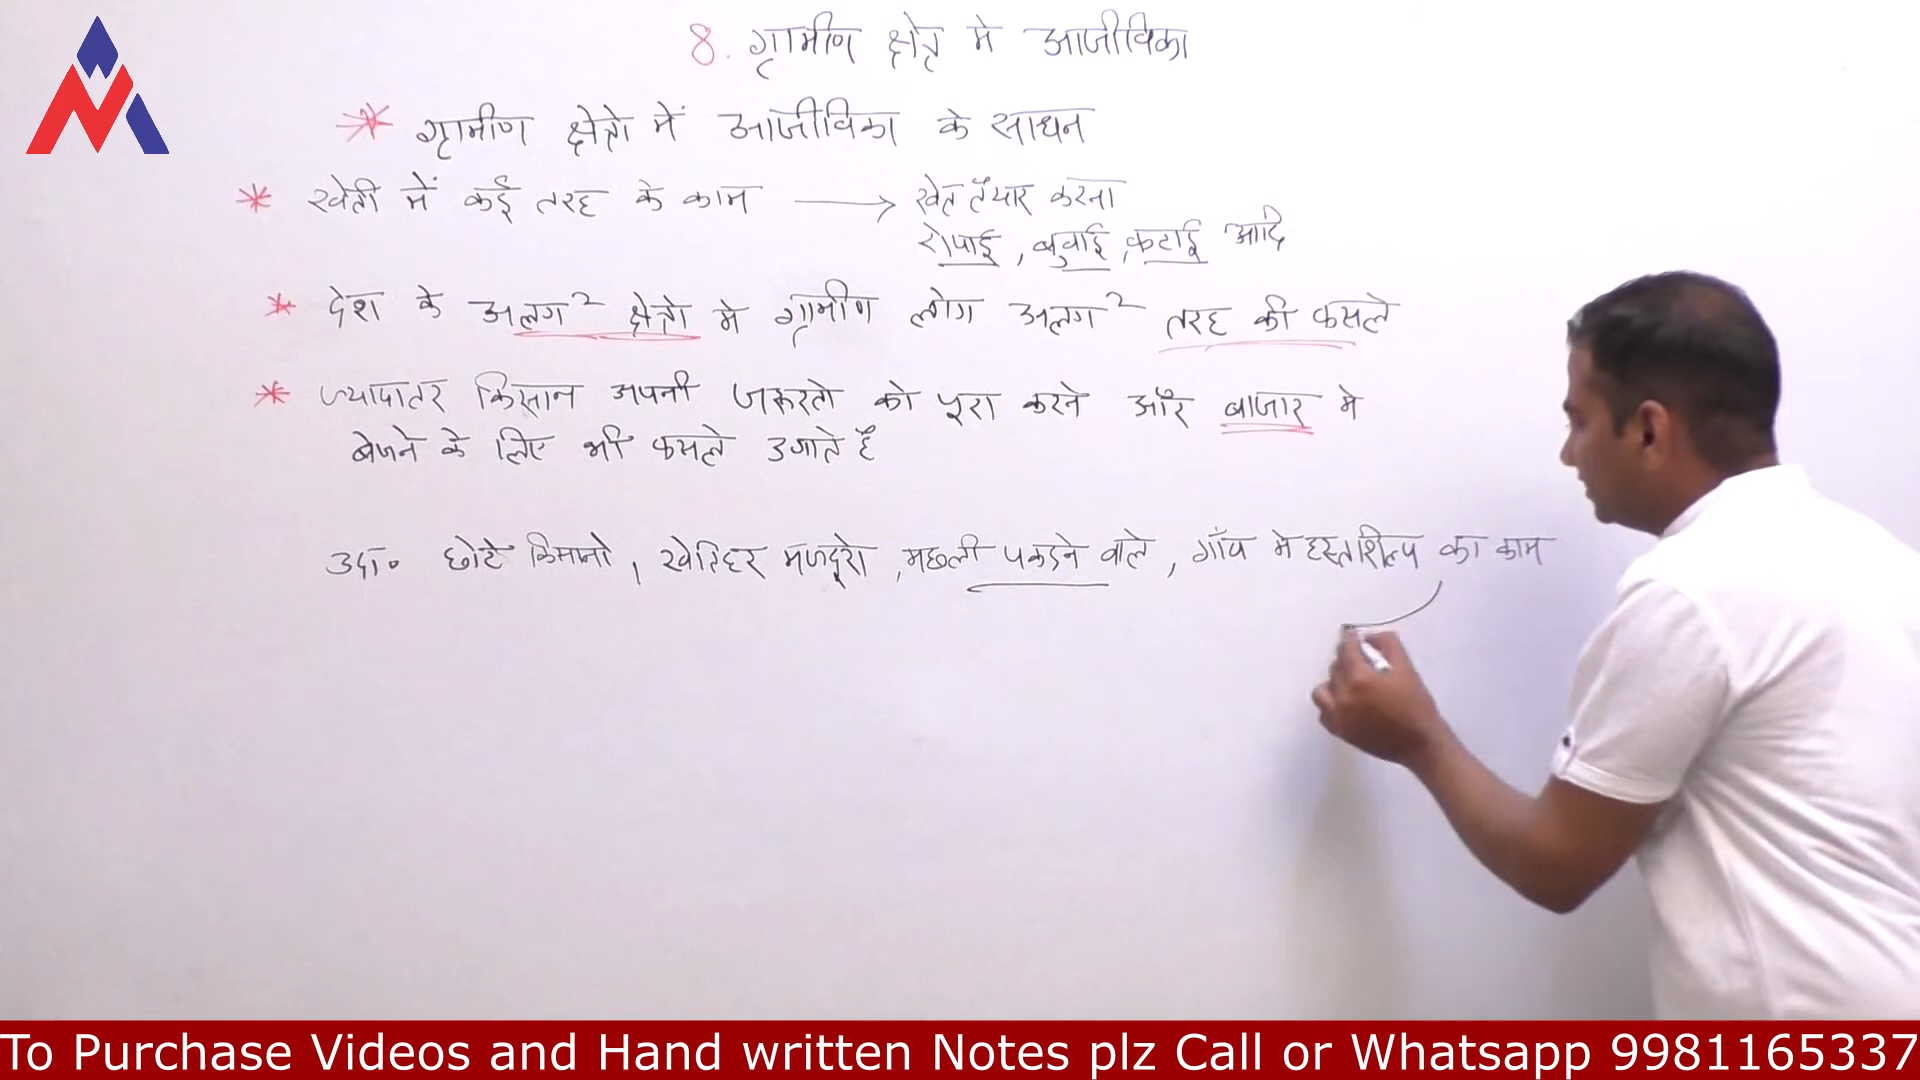 8. ग्रामीण क्षेत्र मे आजीविका
* ग्रामीण क्षेत्रो में आजीविका के साधन
* खेती में कई तरह के काम → खेत तैयार करना
रोपाई, बुवाई, कटाई आदि
* देश के अलग² क्षेत्रो मे ग्रामीण लोग अलग² तरह की फसले
* ज्यादातर किसान अपनी जरूरतो को पूरा करने और बाजार मे
बेचने के लिए भी फसले उगाते है
उदा० छोटे किसानो, खेतिहर मजदूरो, मछली पकडने वाले, गाँव मे हस्तशिल्प का काम
To Purchase Videos and Hand written Notes plz Call or Whatsapp 9981165337